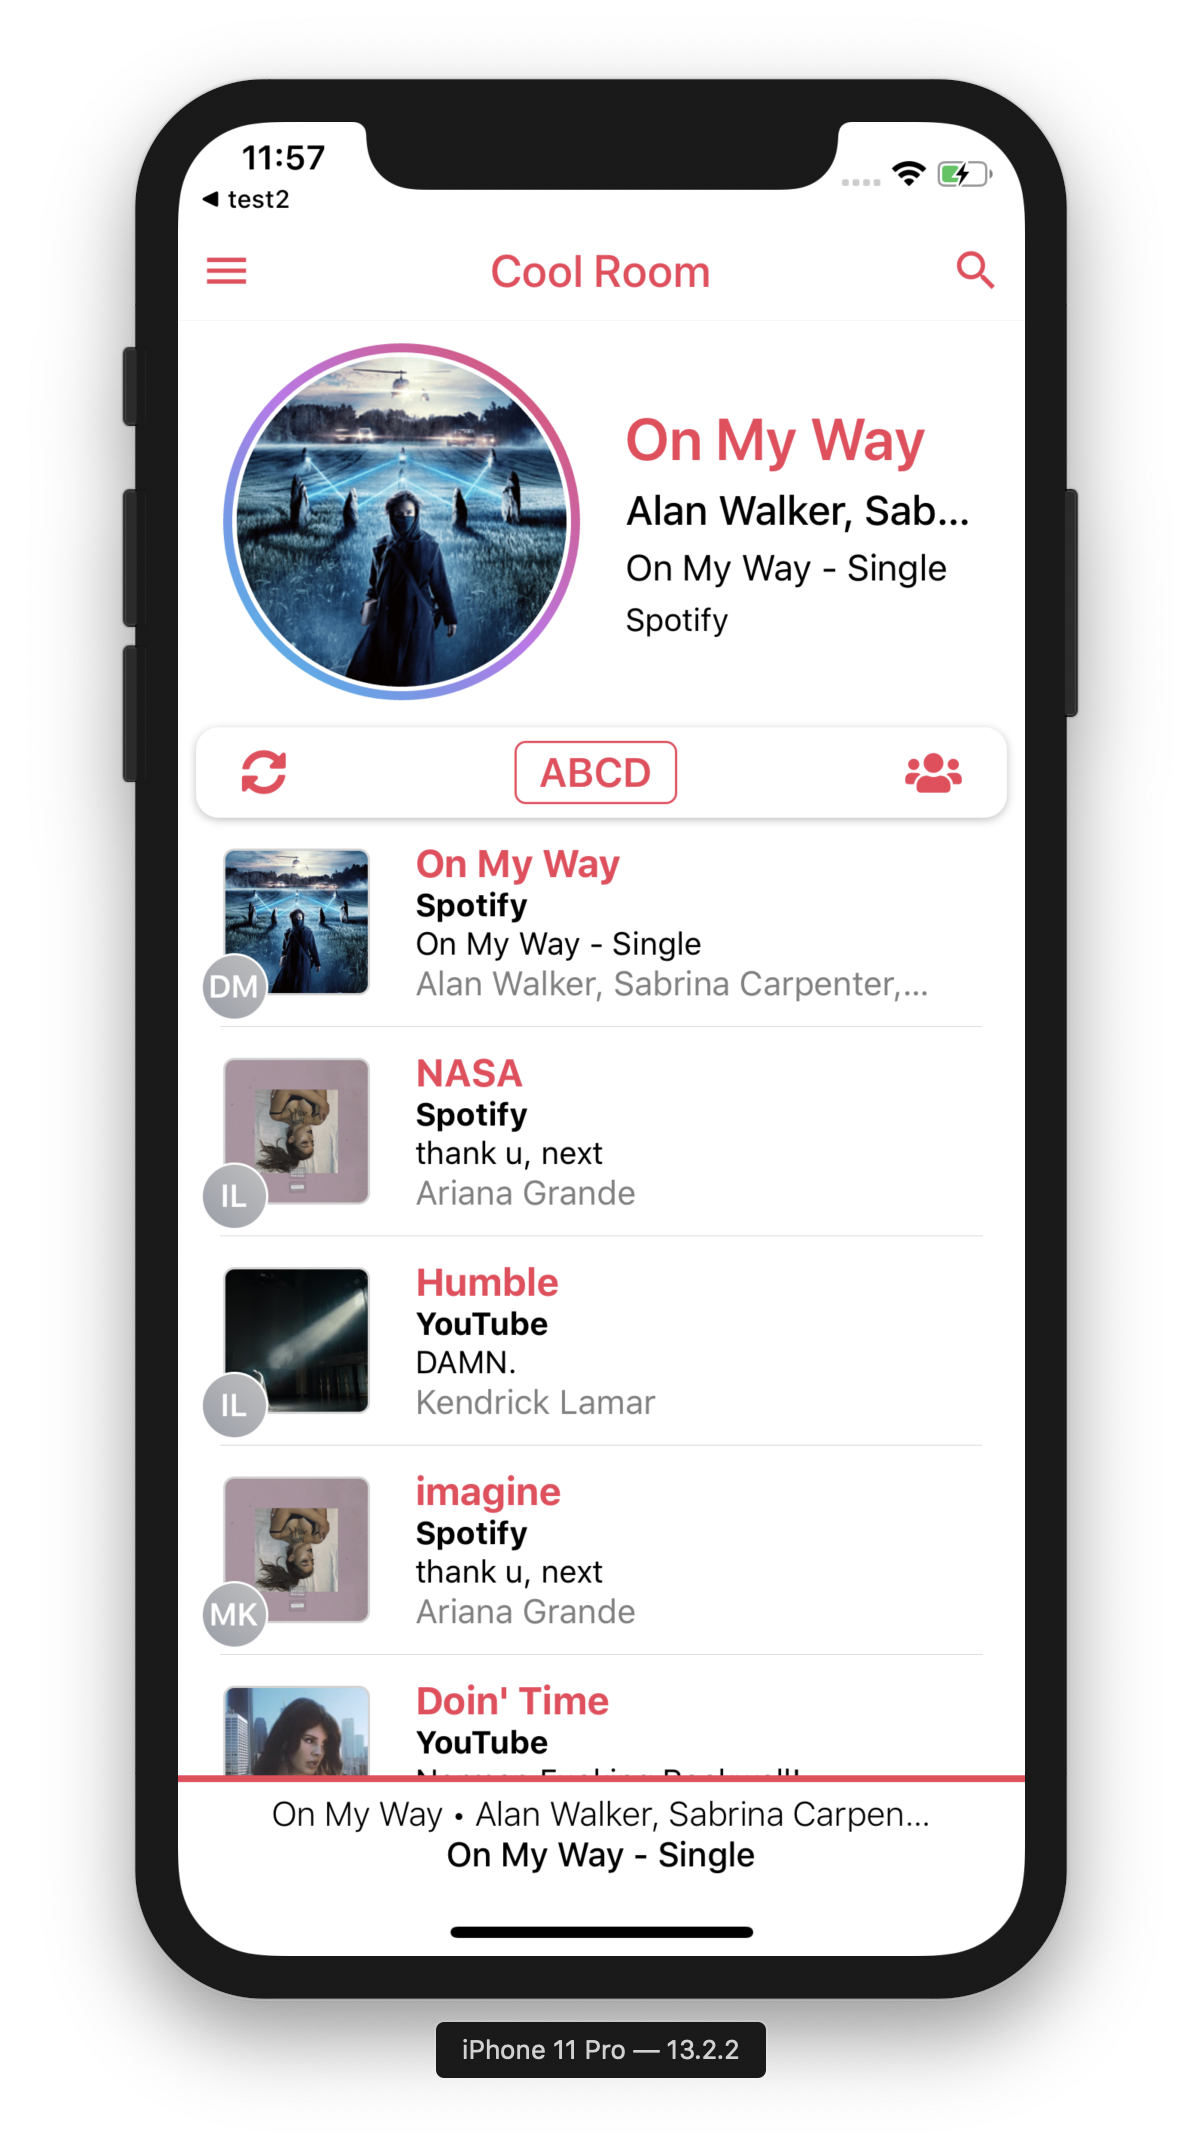 11:57
◀ test2
Cool Room
On My Way
Alan Walker, Sab...
On My Way - Single
Spotify
ABCD
On My Way
Spotify
On My Way - Single
Alan Walker, Sabrina Carpenter,...
DM
NASA
Spotify
thank u, next
Ariana Grande
IL
Humble
YouTube
DAMN.
Kendrick Lamar
IL
imagine
Spotify
thank u, next
Ariana Grande
MK
Doin' Time
YouTube
On My Way • Alan Walker, Sabrina Carpen...
On My Way - Single
iPhone 11 Pro — 13.2.2